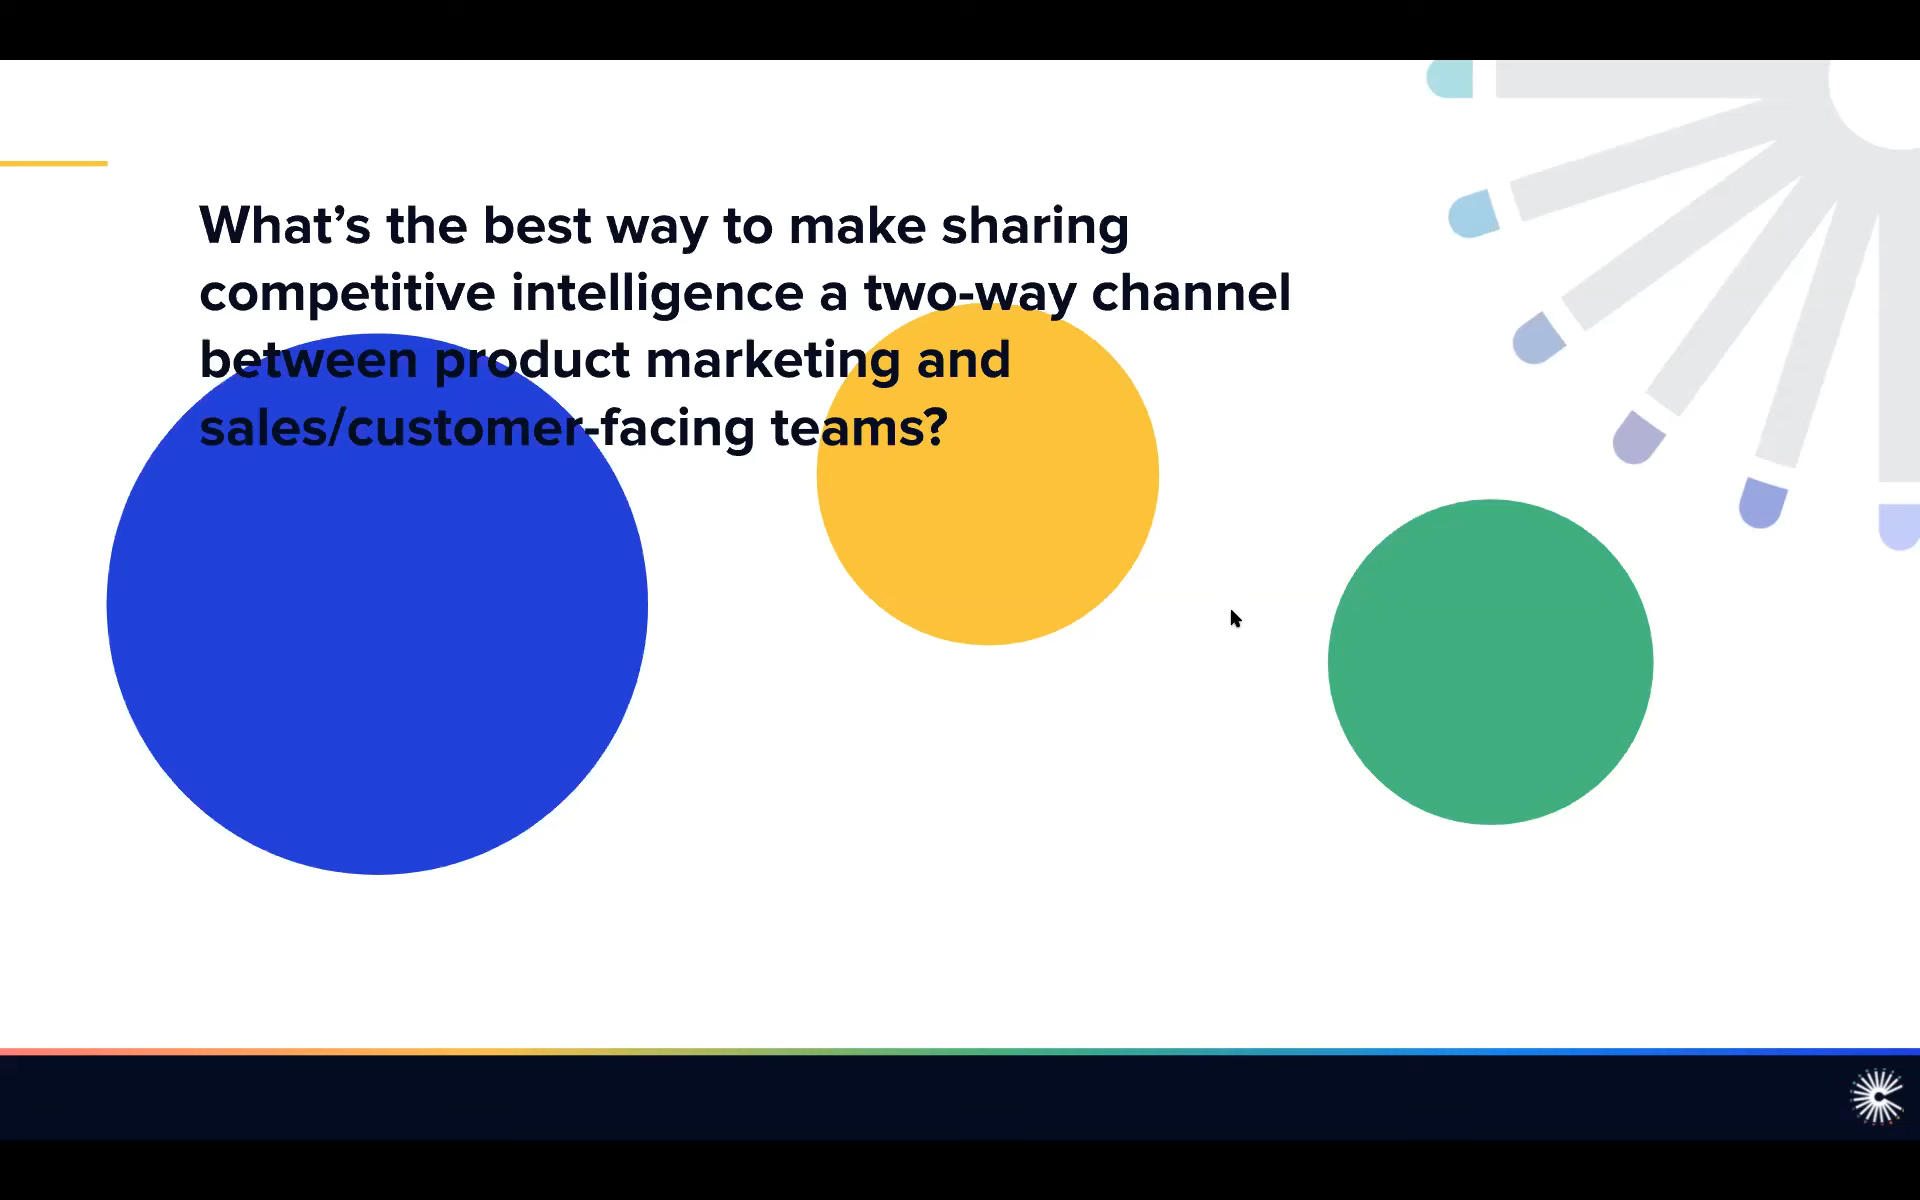 What’s the best way to make sharing
competitive intelligence a two-way channel
between product marketing and
sales/customer-facing teams?